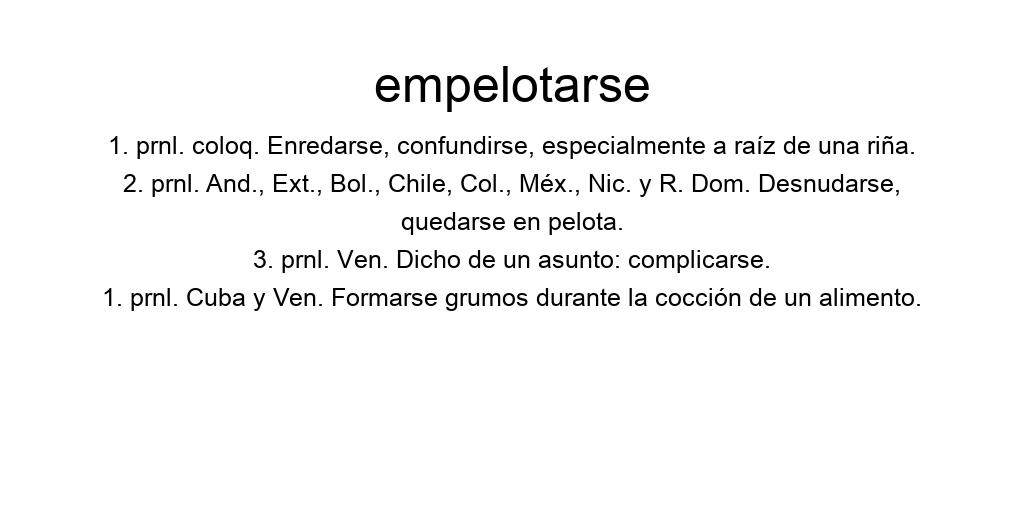 empelotarse
1. prnl. coloq. Enredarse, confundirse, especialmente a raíz de una riña.
2. prnl. And., Ext., Bol., Chile, Col., Méx., Nic. y R. Dom. Desnudarse,
quedarse en pelota.
3. prnl. Ven. Dicho de un asunto: complicarse.
1. prnl. Cuba y Ven. Formarse grumos durante la cocción de un alimento.